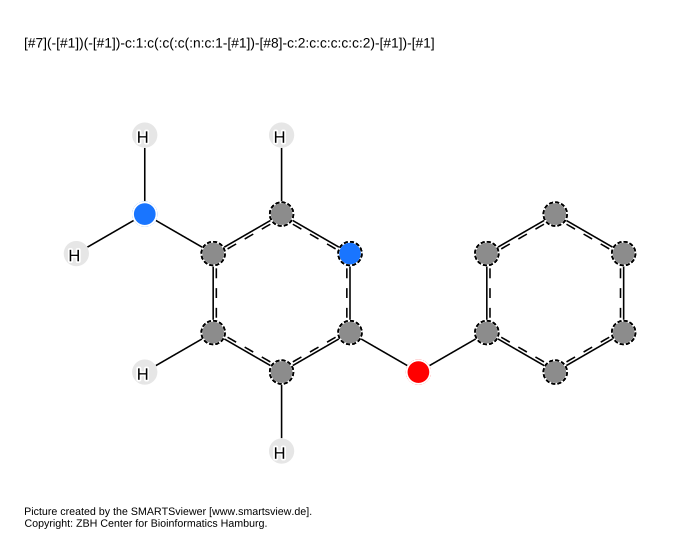 [#7](-[#1])(-[#1])-c:1:c(:c(:c(:n:c:1-[#1])-[#8]-c:2:c:c:c:c:c:2)-[#1])-[#1]
H
H
H
H
H
Picture created by the SMARTSviewer [www.smartsview.de].
Copyright: ZBH Center for Bioinformatics Hamburg.